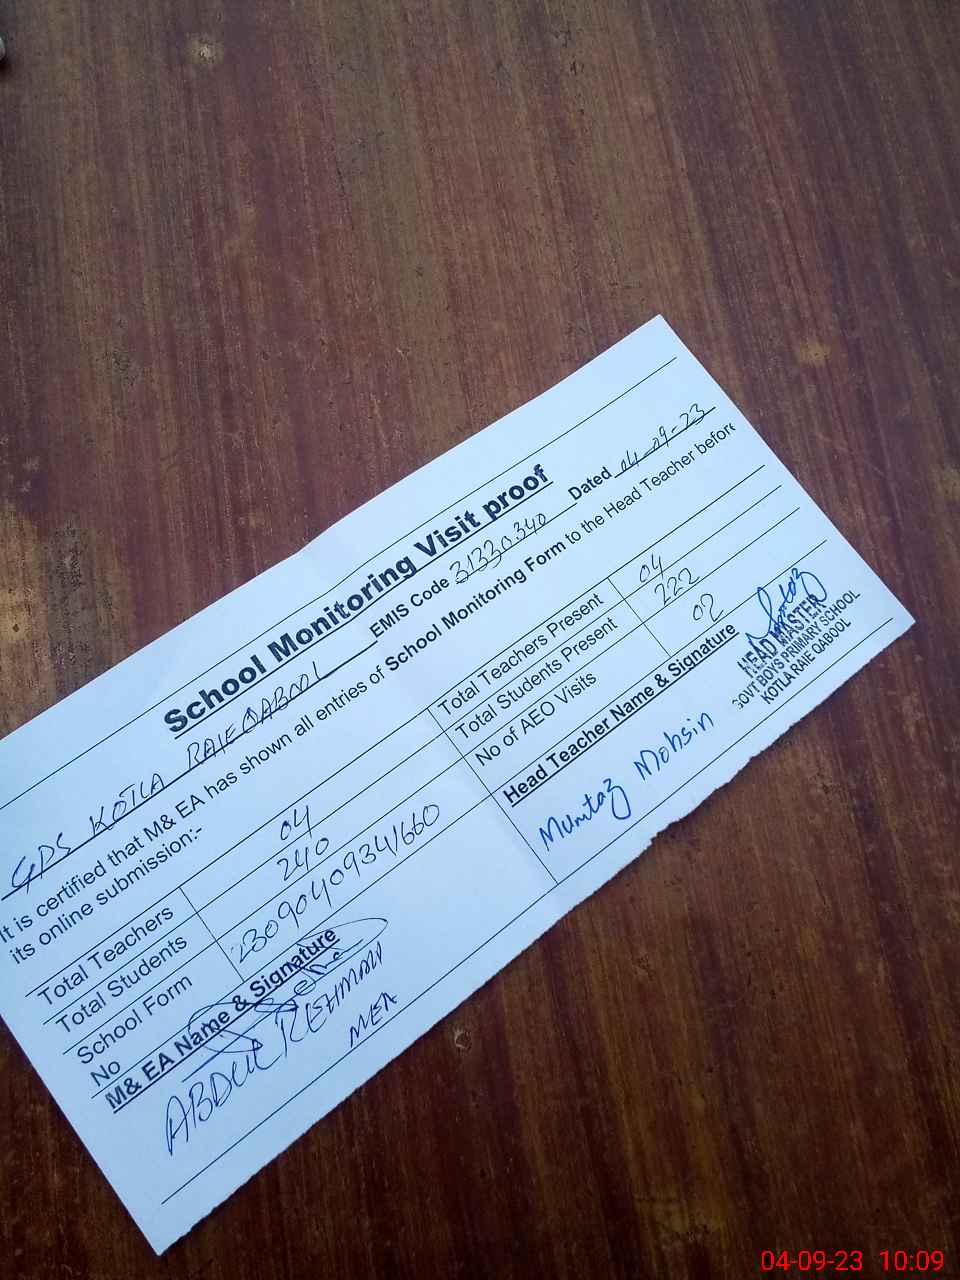 School Monitoring Visit proof
GPS KOTLA RAIE QABOOL EMIS Code 31330340 Dated 04-09-23
It is certified that M& EA has shown all entries of School Monitoring Form to the Head Teacher before
its online submission:-
Total Teachers 04 Total Teachers Present 04
Total Students 240 Total Students Present 222
School Form No 23090409341660 No of AEO Visits 02
M& EA Name & Signature Head Teacher Name & Signature
ABDUL REHMAN
MEA
Mumtaz Mohsin
HEAD MASTER
GOVT BOYS PRIMARY SCHOOL
KOTLA RAIE QABOOL
04-09-23 10:09